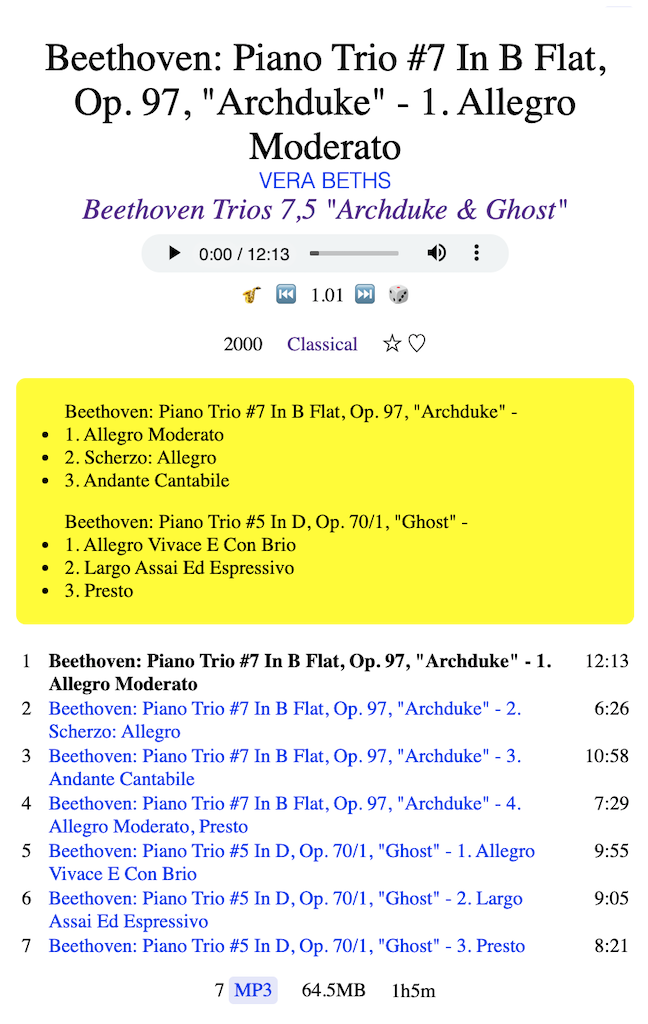 Beethoven: Piano Trio #7 In B Flat,
Op. 97, "Archduke" - 1. Allegro
Moderato
VERA BETHS
Beethoven Trios 7,5 "Archduke & Ghost"
0:00 / 12:13
1.01
2000 Classical ☆♡
Beethoven: Piano Trio #7 In B Flat, Op. 97, "Archduke" -
• 1. Allegro Moderato
• 2. Scherzo: Allegro
• 3. Andante Cantabile
Beethoven: Piano Trio #5 In D, Op. 70/1, "Ghost" -
• 1. Allegro Vivace E Con Brio
• 2. Largo Assai Ed Espressivo
• 3. Presto
1 Beethoven: Piano Trio #7 In B Flat, Op. 97, "Archduke" - 1. 12:13
Allegro Moderato
2 Beethoven: Piano Trio #7 In B Flat, Op. 97, "Archduke" - 2. 6:26
Scherzo: Allegro
3 Beethoven: Piano Trio #7 In B Flat, Op. 97, "Archduke" - 3. 10:58
Andante Cantabile
4 Beethoven: Piano Trio #7 In B Flat, Op. 97, "Archduke" - 4. 7:29
Allegro Moderato, Presto
5 Beethoven: Piano Trio #5 In D, Op. 70/1, "Ghost" - 1. Allegro 9:55
Vivace E Con Brio
6 Beethoven: Piano Trio #5 In D, Op. 70/1, "Ghost" - 2. Largo 9:05
Assai Ed Espressivo
7 Beethoven: Piano Trio #5 In D, Op. 70/1, "Ghost" - 3. Presto 8:21
7 MP3 64.5MB 1h5m